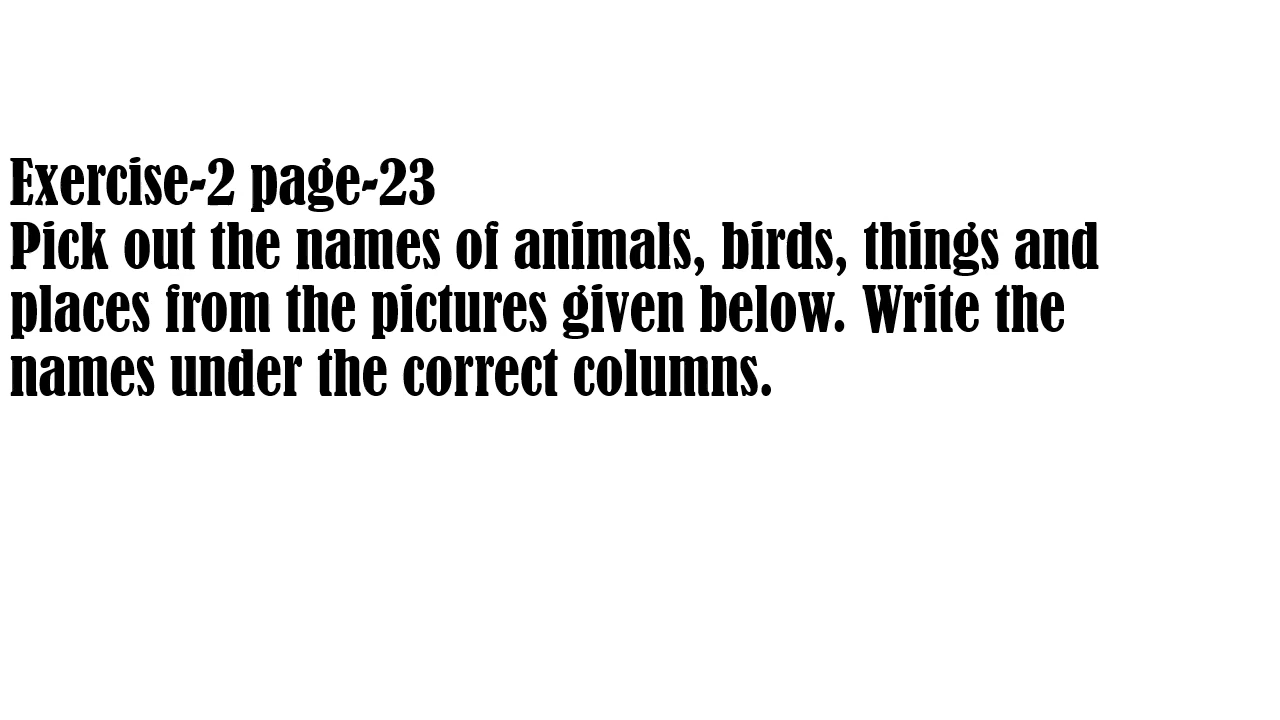 Exercise-2 page-23
Pick out the names of animals, birds, things and
places from the pictures given below. Write the
names under the correct columns.